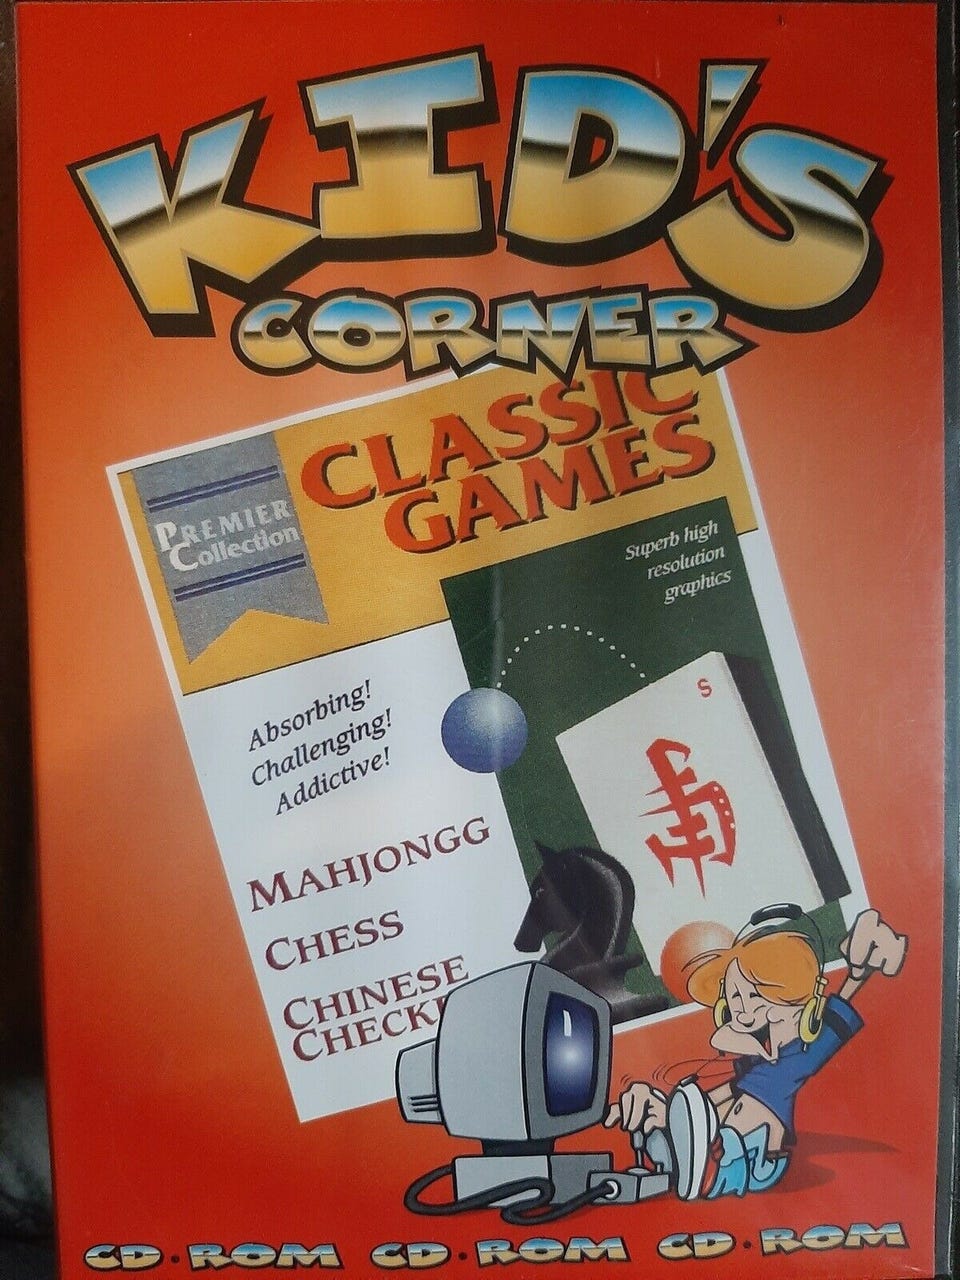 KID'S
CORNER
CLASSIC
GAMES
PREMIER
Collection
Superb high
resolution
graphics
S
Absorbing!
Challenging!
Addictive!
MAHJONGG
CHESS
CHINESE
CHECK
CD•ROM CD•ROM CD•ROM